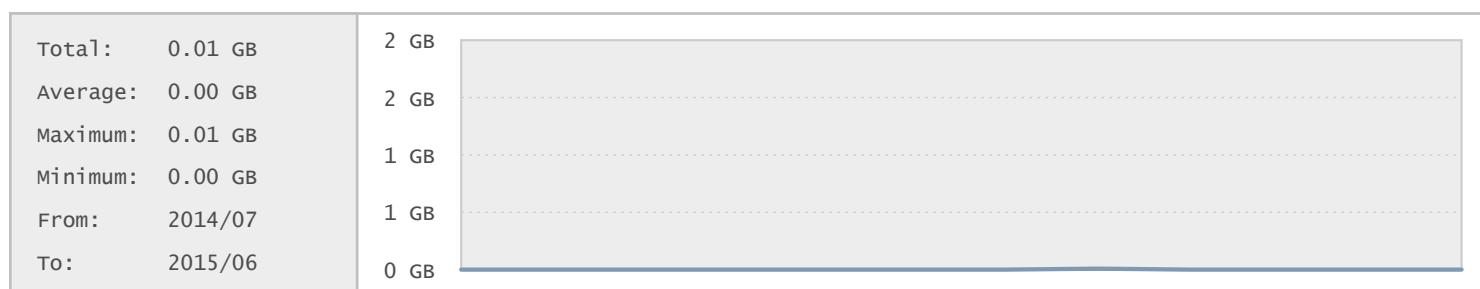 Total: 0.01 GB
Average: 0.00 GB
Maximum: 0.01 GB
Minimum: 0.00 GB
From: 2014/07
To: 2015/06
2 GB
2 GB
1 GB
1 GB
0 GB